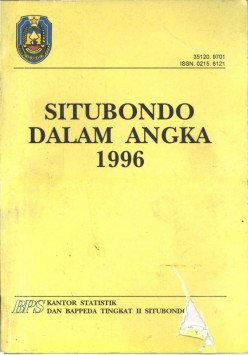 35120. 9701
ISSN. 0215. 6121
SITUBONDO
DALAM ANGKA
1996
BPS KANTOR STATISTIK
DAN BAPPEDA TINGKAT II SITUBONDO